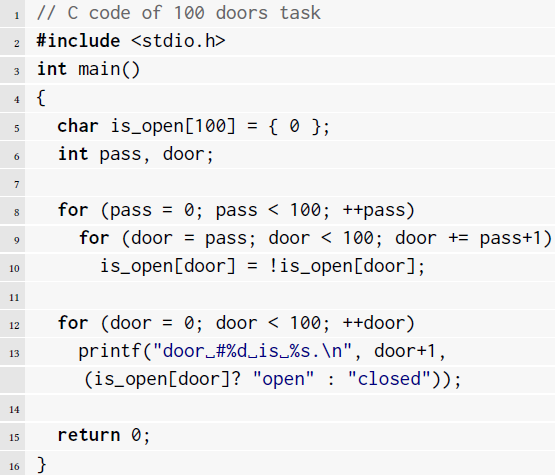 1 // C code of 100 doors task
2 #include <stdio.h>
3 int main()
4 {
5 char is_open[100] = { 0 };
6 int pass, door;
7
8 for (pass = 0; pass < 100; ++pass)
9 for (door = pass; door < 100; door += pass+1)
10 is_open[door] = !is_open[door];
11
12 for (door = 0; door < 100; ++door)
13 printf("door␣#%d␣is␣%s.\n", door+1,
(is_open[door]? "open" : "closed"));
14
15 return 0;
16 }